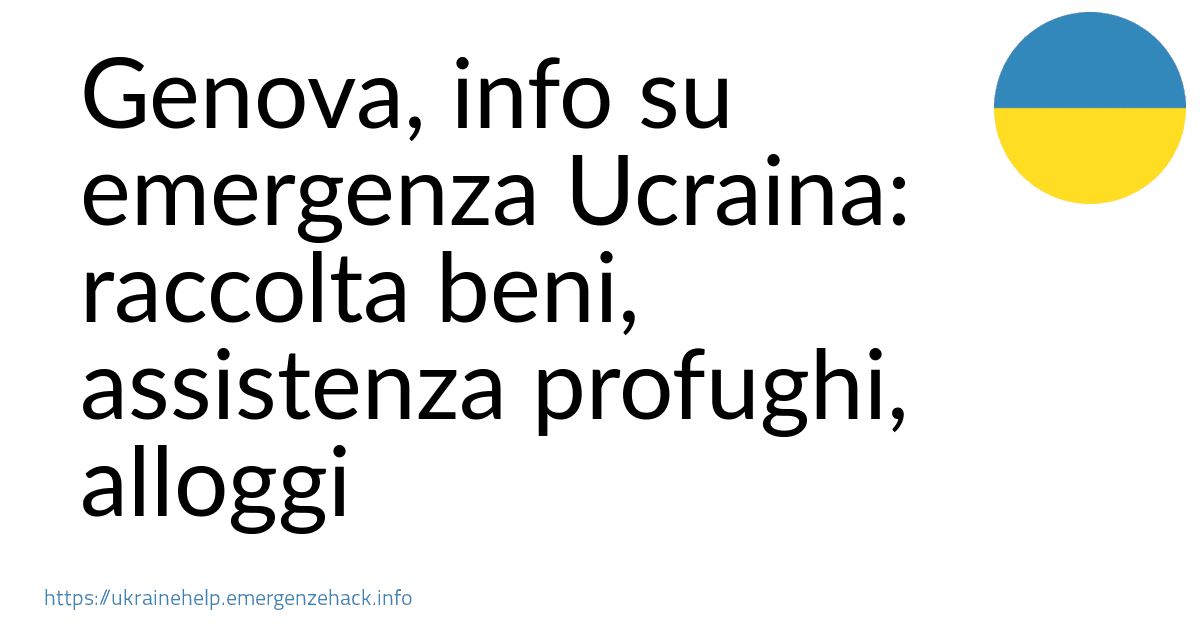 Genova, info su
emergenza Ucraina:
raccolta beni,
assistenza profughi,
alloggi
https://ukrainehelp.emergenzehack.info